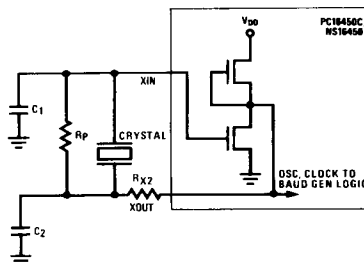 PC16450C
NS16450
VDD
XIN
C1
RP
CRYSTAL
RX2
XOUT
OSC, CLOCK TO
BAUD GEN LOGIC
C2